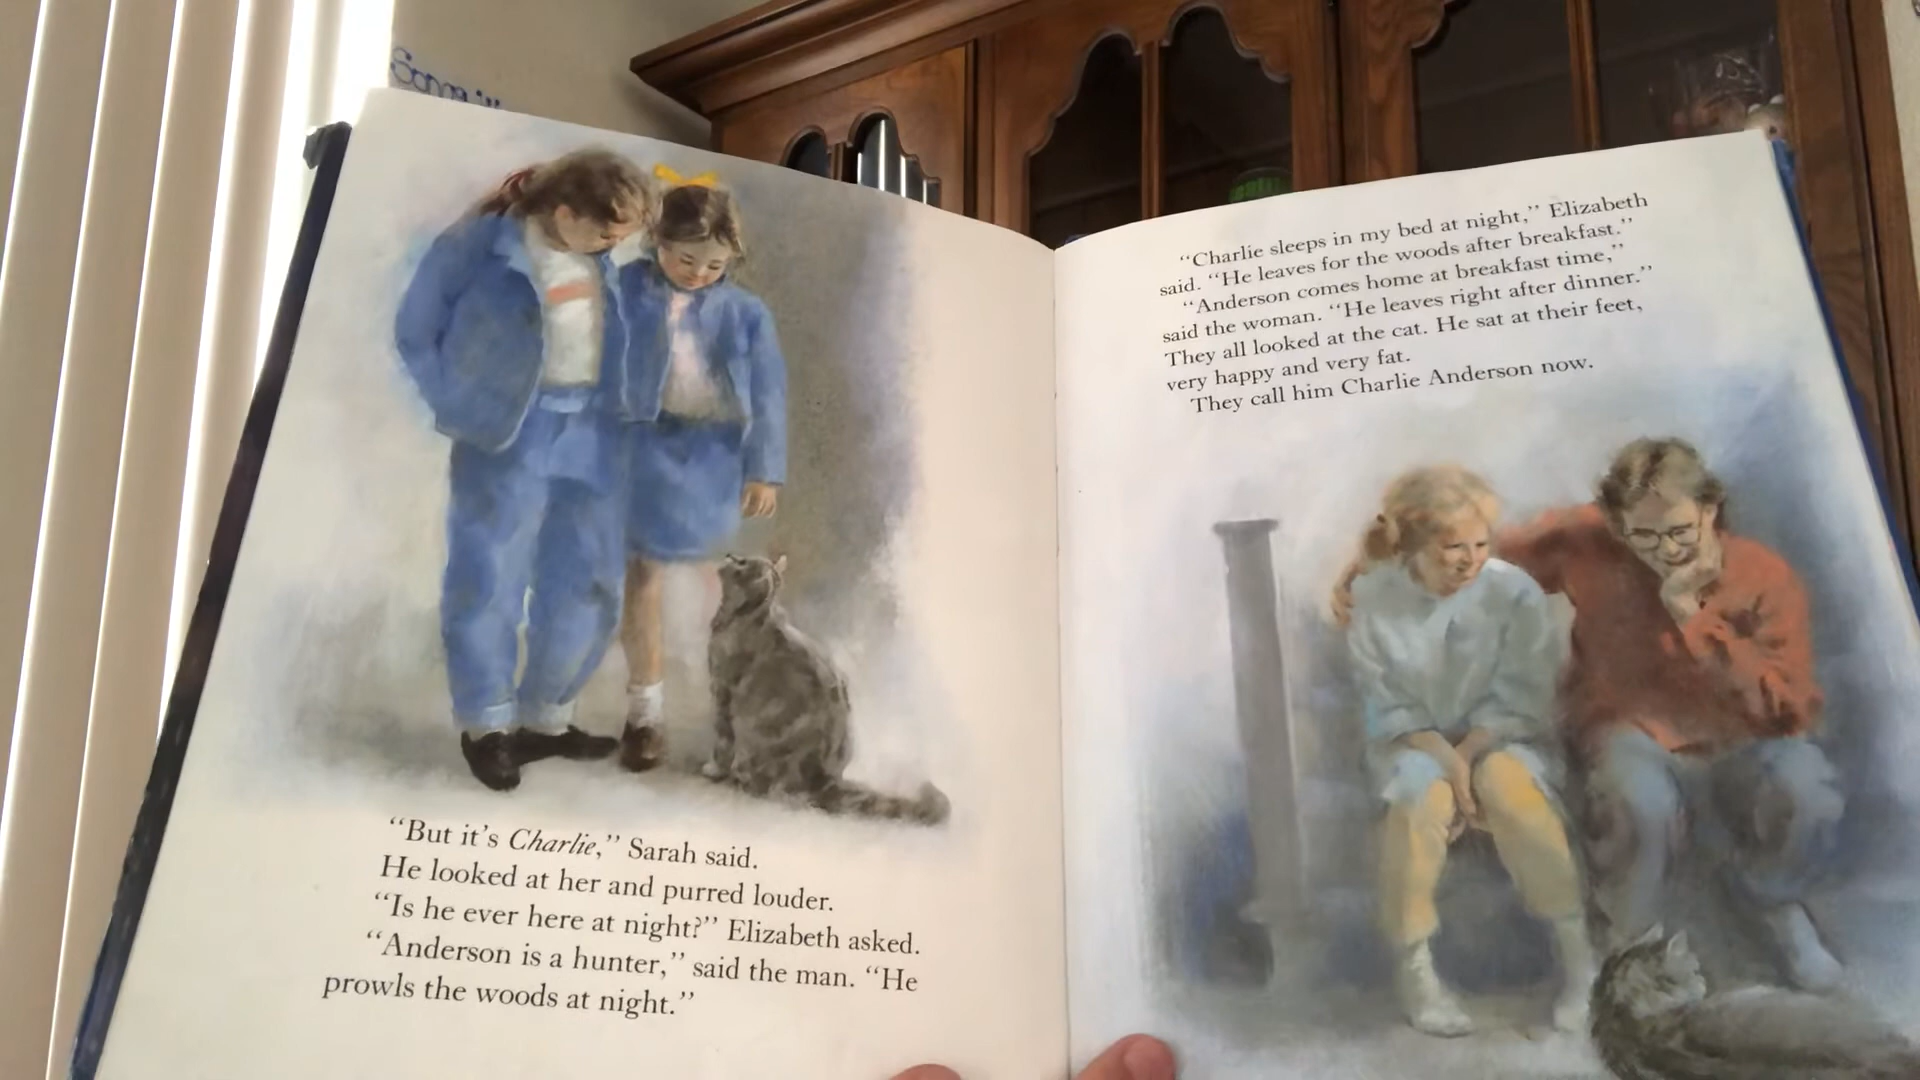 “But it’s Charlie,” Sarah said.
He looked at her and purred louder.
“Is he ever here at night?” Elizabeth asked.
“Anderson is a hunter,” said the man. “He
prowls the woods at night.”
“Charlie sleeps in my bed at night,” Elizabeth
said. “He leaves for the woods after breakfast.”
“Anderson comes home at breakfast time,”
said the woman. “He leaves right after dinner.”
They all looked at the cat. He sat at their feet,
very happy and very fat.
They call him Charlie Anderson now.